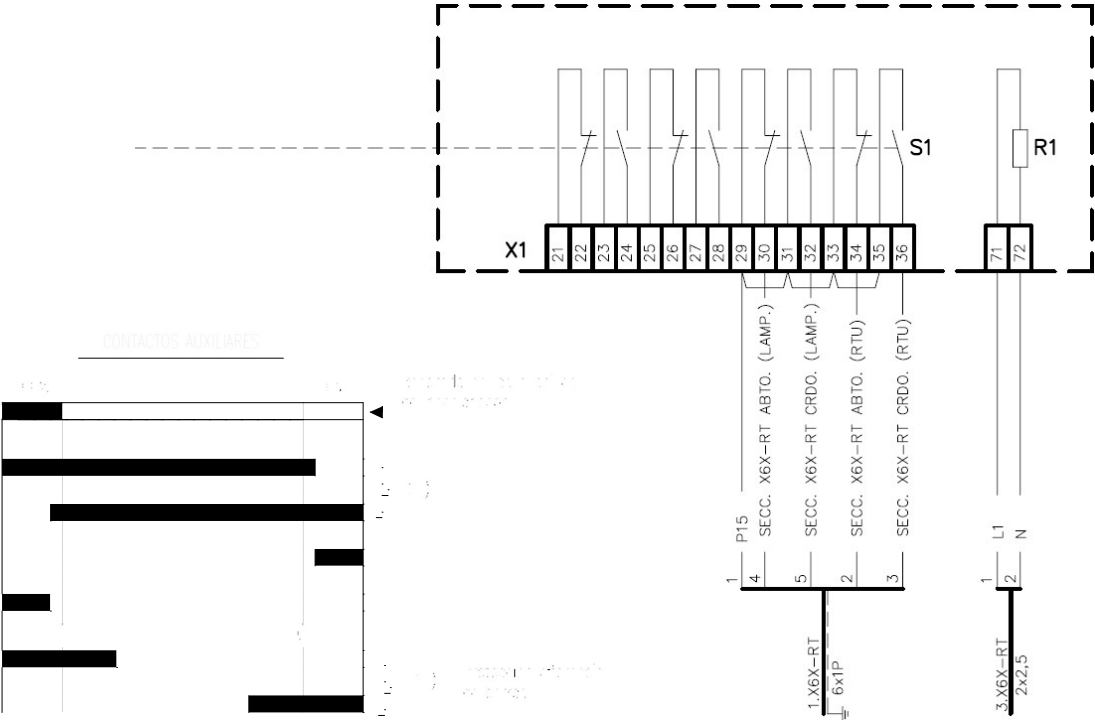 S1
R1
X1
21
22
23
24
25
26
27
28
29
30
31
32
33
34
35
36
71
72
CONTACTOS AUXILIARES
P15
SECC. X6X-RT ABTO. (LAMP.)
SECC. X6X-RT CRDO. (LAMP.)
SECC. X6X-RT ABTO. (RTU)
SECC. X6X-RT CRDO. (RTU)
L1
N
1
4
5
2
3
1
2
1.X6X-RT
6x1P
3.X6X-RT
2x2,5